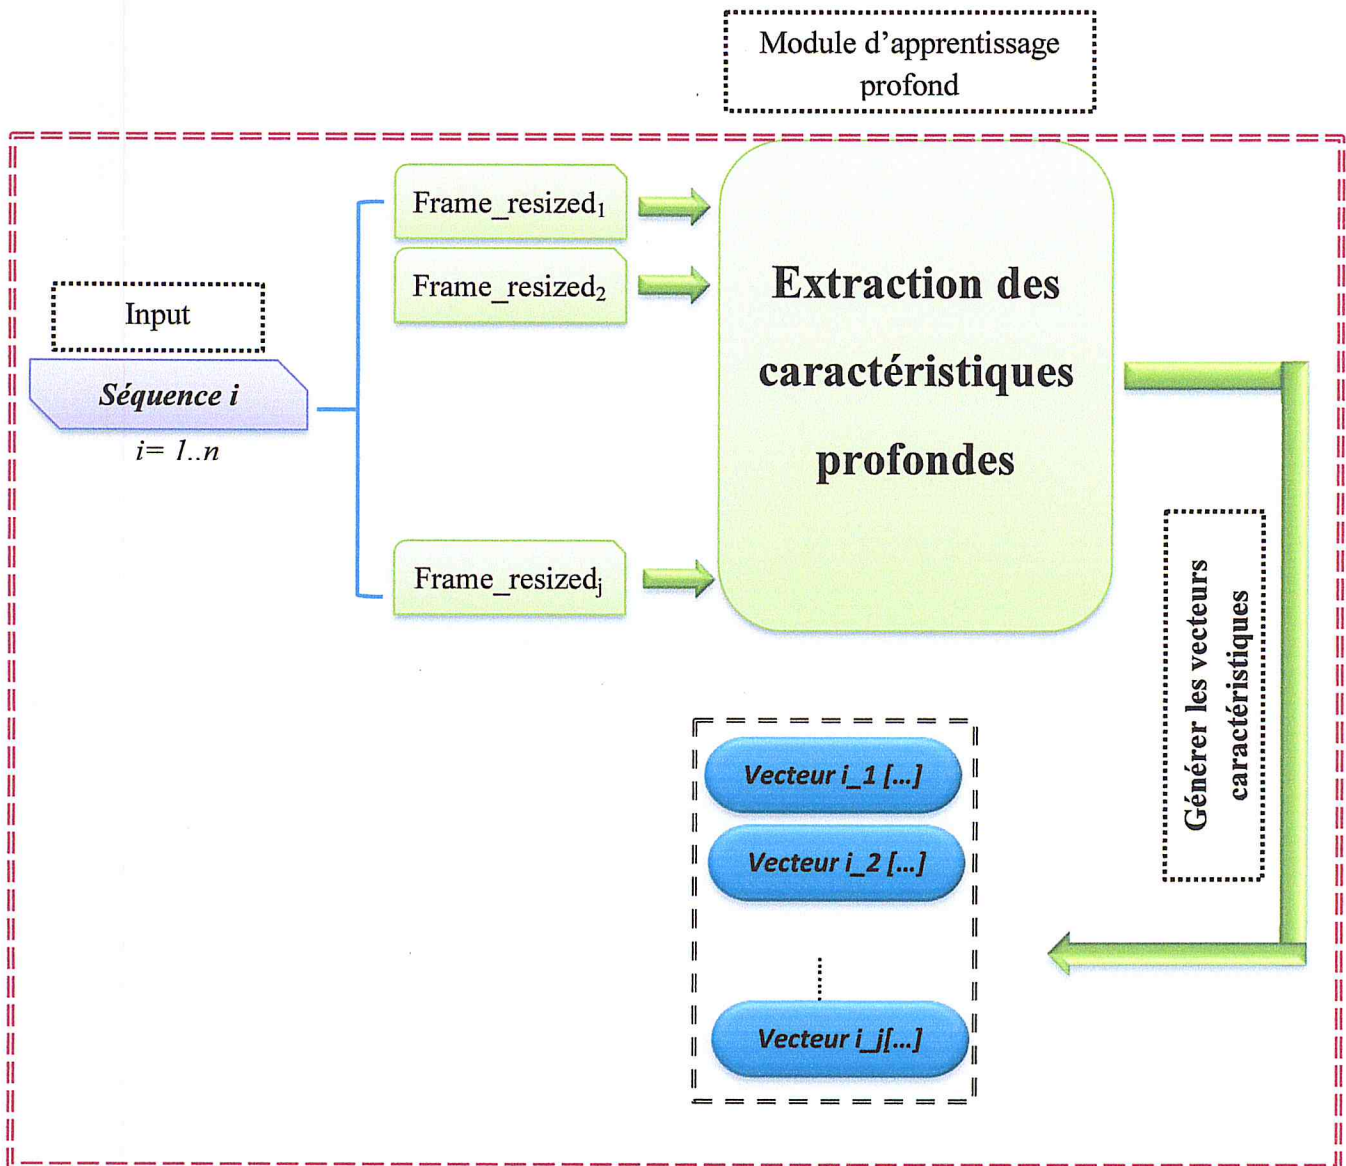 Module d'apprentissage
profond
Frame_resized₁
Frame_resized₂
Input
Séquence i
i= 1..n
Frame_resizedⱼ
Extraction des
caractéristiques
profondes
Générer les vecteurs
caractéristiques
Vecteur i_1 [...]
Vecteur i_2 [...]
Vecteur i_j[...]